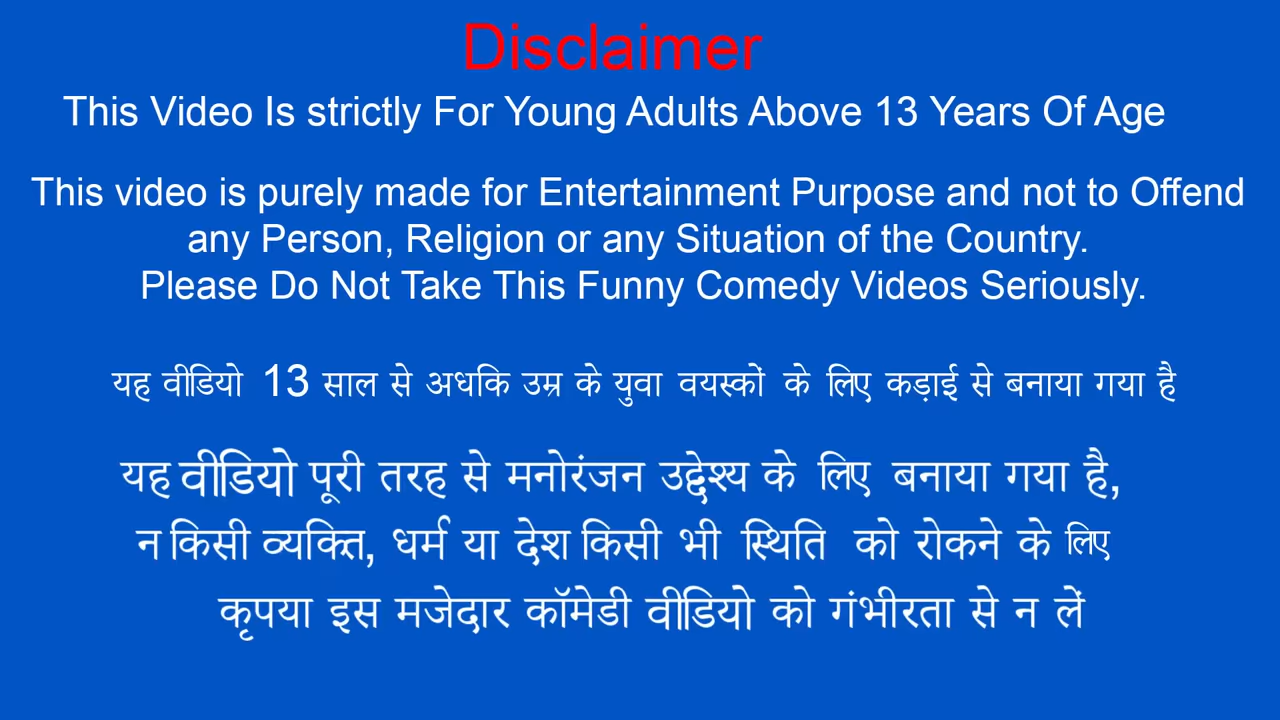 Disclaimer
This Video Is strictly For Young Adults Above 13 Years Of Age
This video is purely made for Entertainment Purpose and not to Offend
any Person, Religion or any Situation of the Country.
Please Do Not Take This Funny Comedy Videos Seriously.
यह वीडियो 13 साल से अधकि उम्र के युवा वयस्कों के लिए कड़ाई से बनाया गया है
यह वीडियो पूरी तरह से मनोरंजन उद्देश्य के लिए बनाया गया है,
न किसी व्यक्ति, धर्म या देश किसी भी स्थिति को रोकने के लिए
कृपया इस मजेदार कॉमेडी वीडियो को गंभीरता से न लें